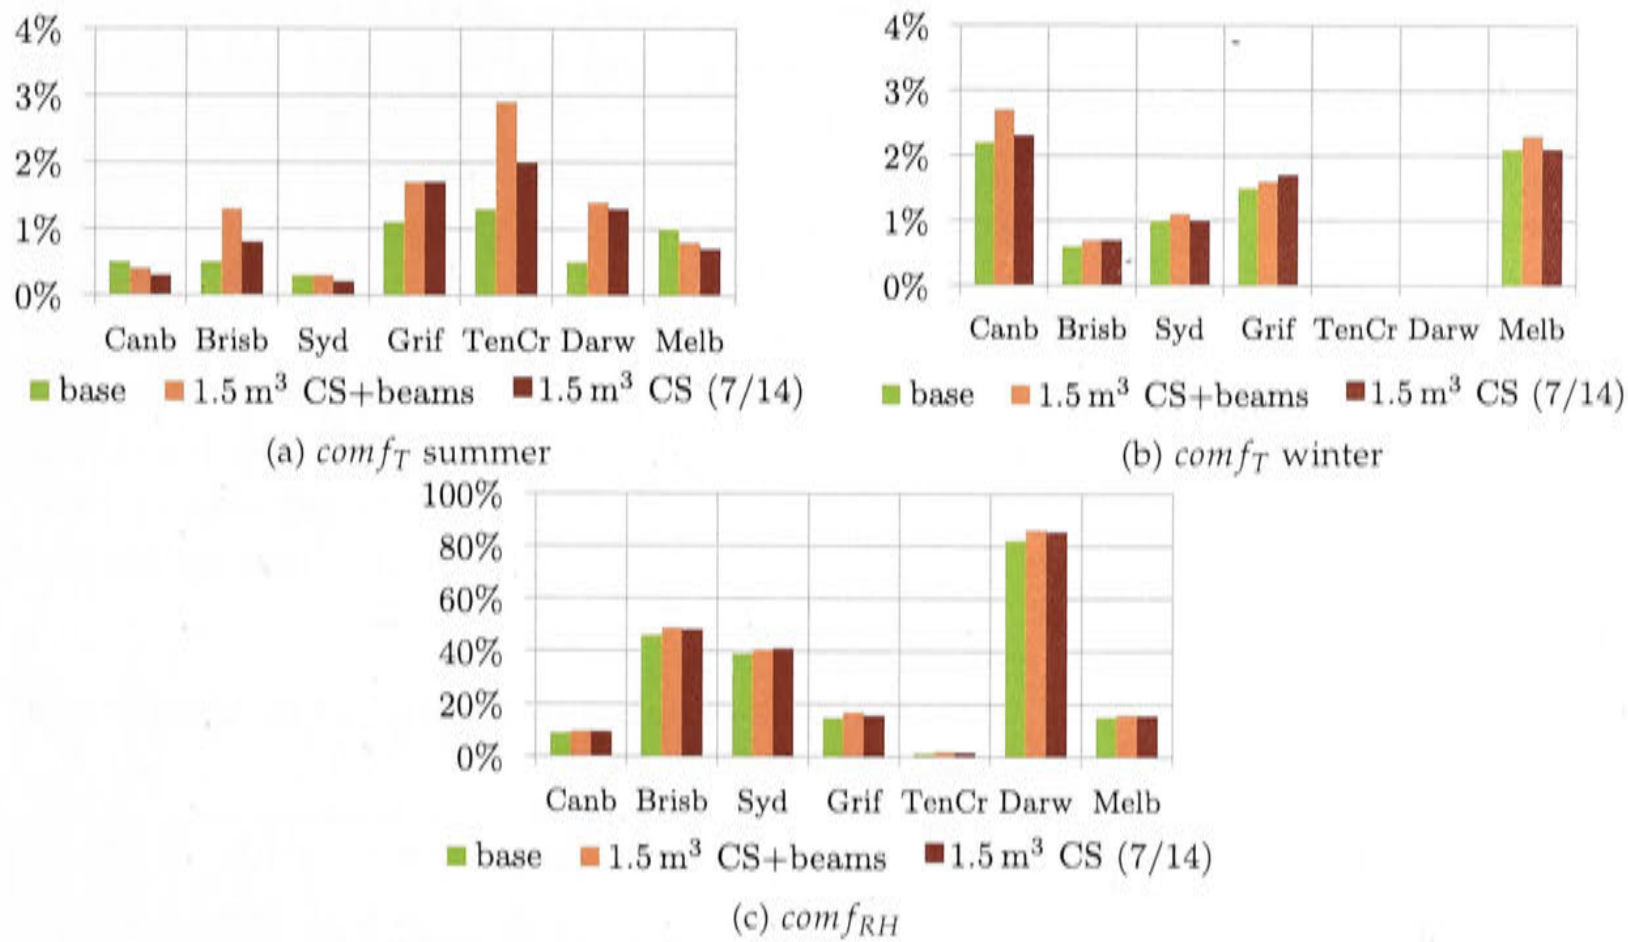 4%
3%
2%
1%
0%
Canb Brisb Syd Grif TenCr Darw Melb
base 1.5 m³ CS+beams 1.5 m³ CS (7/14)
(a) comf_T summer
4%
3%
2%
1%
0%
Canb Brisb Syd Grif TenCr Darw Melb
base 1.5 m³ CS+beams 1.5 m³ CS (7/14)
(b) comf_T winter
100%
80%
60%
40%
20%
0%
Canb Brisb Syd Grif TenCr Darw Melb
base 1.5 m³ CS+beams 1.5 m³ CS (7/14)
(c) comf_RH